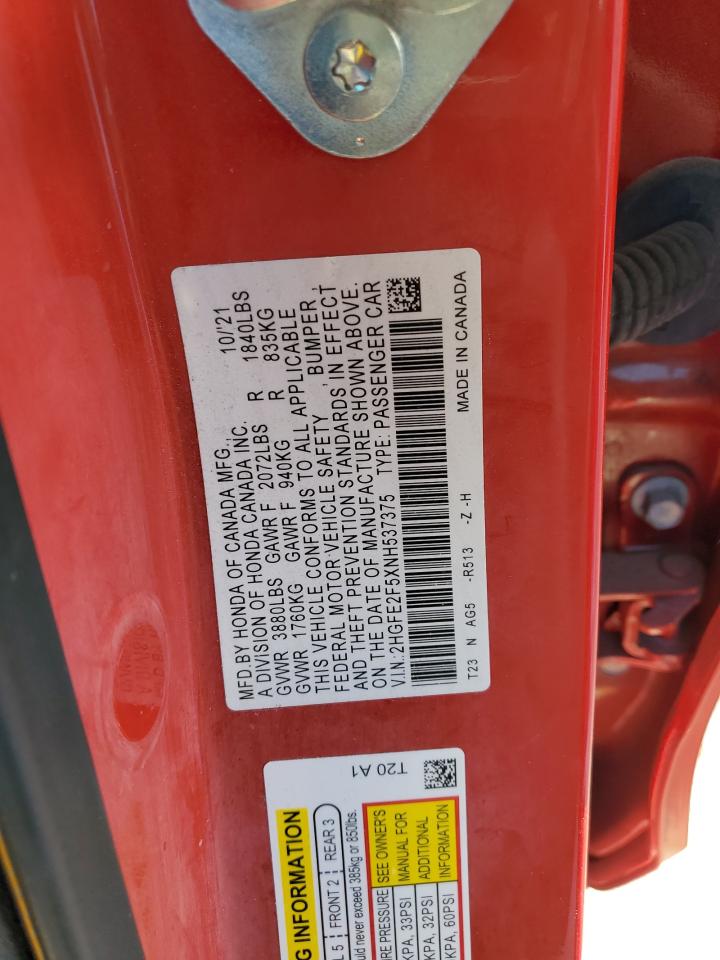 MFD.BY HONDA OF CANADA MFG.,
A DIVISION OF HONDA CANADA INC. 10/'21
GVWR 3880LBS GAWR F 2072LBS R 1840LBS
GVWR 1760KG GAWR F 940KG R 835KG
THIS VEHICLE CONFORMS TO ALL APPLICABLE
FEDERAL MOTOR VEHICLE SAFETY , BUMPER ,
AND THEFT PREVENTION STANDARDS, IN EFFECT
ON THE DATE OF MANUFACTURE SHOWN ABOVE.
V.I.N.:2HGFE2F5XNH537375 TYPE: PASSENGER CAR
T23 N AG5 -R513 -Z -H MADE IN CANADA
G INFORMATION
L 5 FRONT 2 REAR 3
uld never exceed 385kg or 850lbs.
URE PRESSURE SEE OWNER'S
KPA, 33PSI MANUAL FOR
KPA, 32PSI ADDITIONAL
KPA, 60PSI INFORMATION
T20 A1